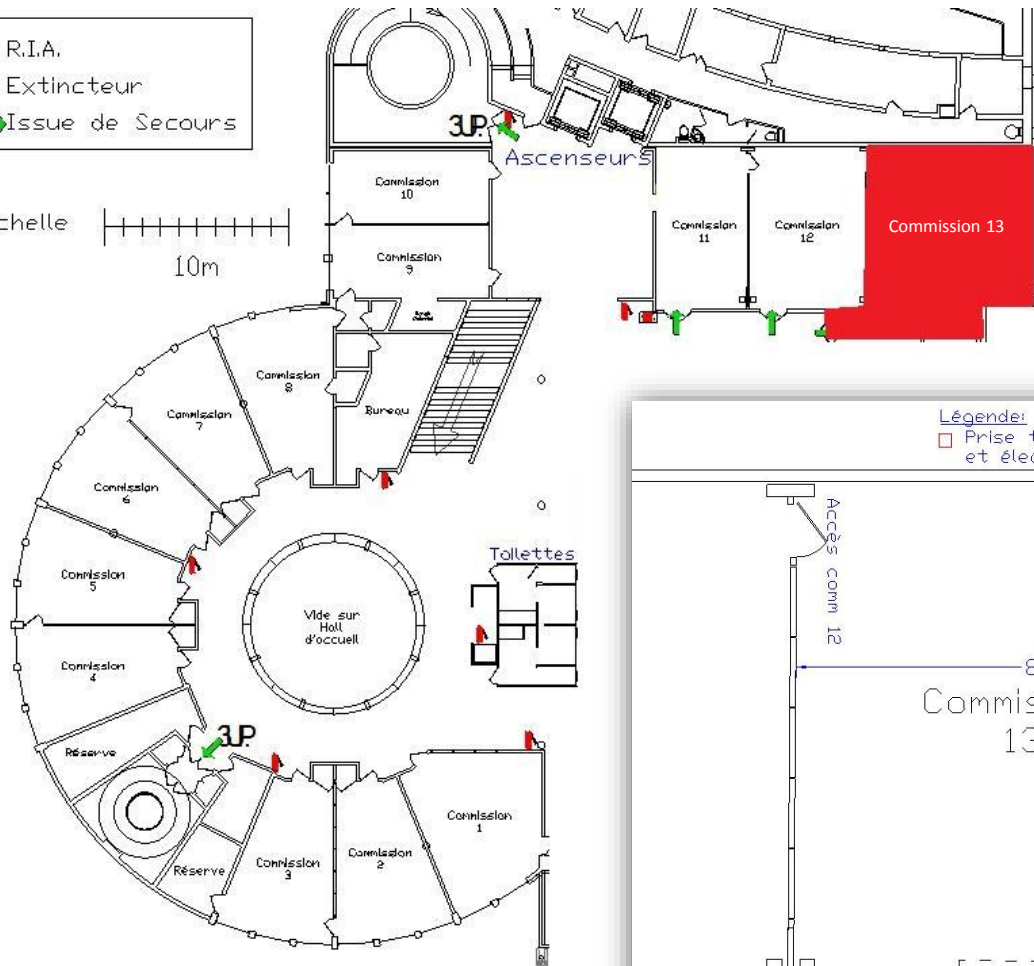 R.I.A.
Extincteur
Issue de Secours
chelle
10m
3UP.
Ascenseurs
Commission
10
Commission
9
Commission
11
Commission
12
Commission 13
Commission
8
Bureau
Commission
7
Commission
6
Commission
5
Commission
4
Vide sur
Hall
d'accueil
Toilettes
3UP.
Réserve
Réserve
Commission
3
Commission
2
Commission
1
Légende:
Prise t
et élec
Accès comm 12
8
Commis
13